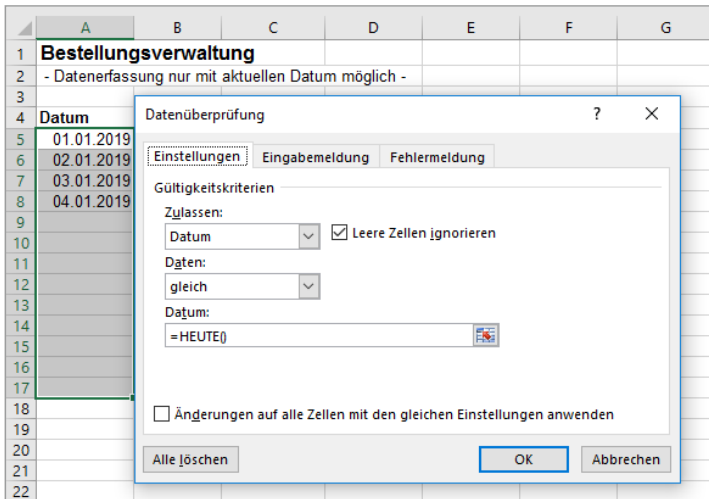 A B C D E F G
1 Bestellungsverwaltung
2 - Datenerfassung nur mit aktuellen Datum möglich -
3
4 Datum
5 01.01.2019
6 02.01.2019
7 03.01.2019
8 04.01.2019
9
10
11
12
13
14
15
16
17
18
19
20
21
22
Datenüberprüfung ? ×
Einstellungen Eingabemeldung Fehlermeldung
Gültigkeitskriterien
Zulassen:
Datum Leere Zellen ignorieren
Daten:
gleich
Datum:
=HEUTE()
Änderungen auf alle Zellen mit den gleichen Einstellungen anwenden
Alle löschen OK Abbrechen